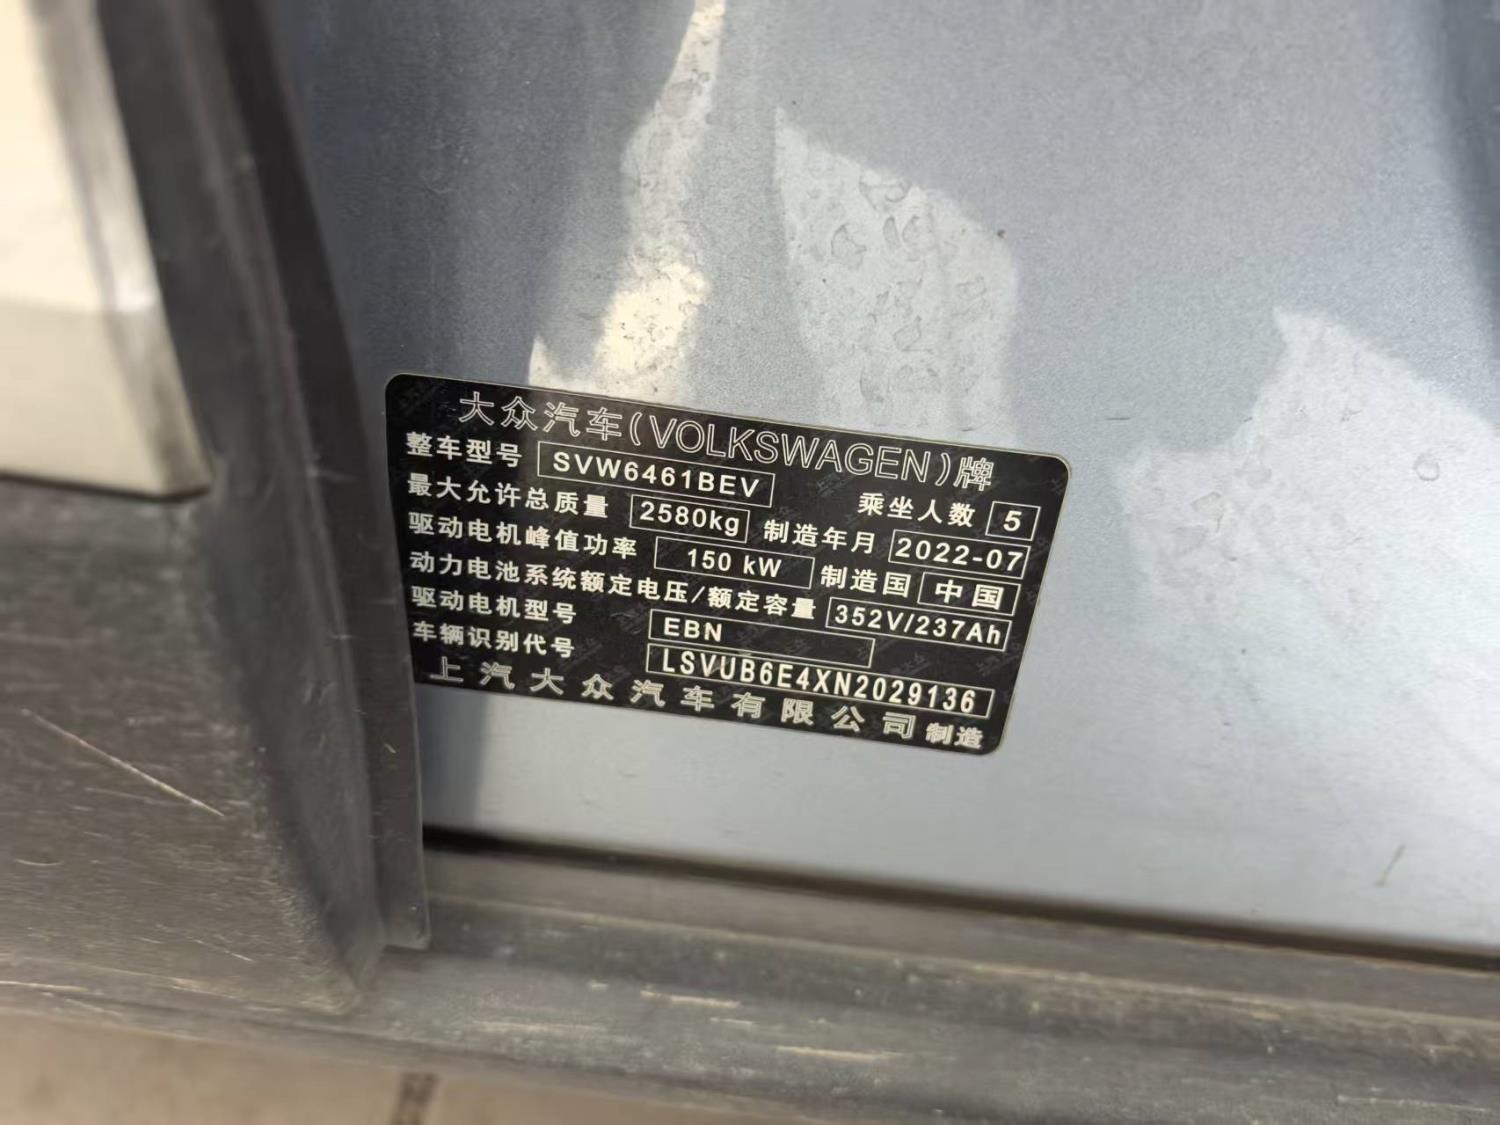 大众汽车(VOLKSWAGEN)牌
整车型号 SVW6461BEV 乘坐人数 5
最大允许总质量 2580kg 制造年月 2022-07
驱动电机峰值功率 150 kW 制造国 中国
动力电池系统额定电压/额定容量 352V/237Ah
驱动电机型号 EBN
车辆识别代号 LSVUB6E4XN2029136
上汽大众汽车有限公司 制造